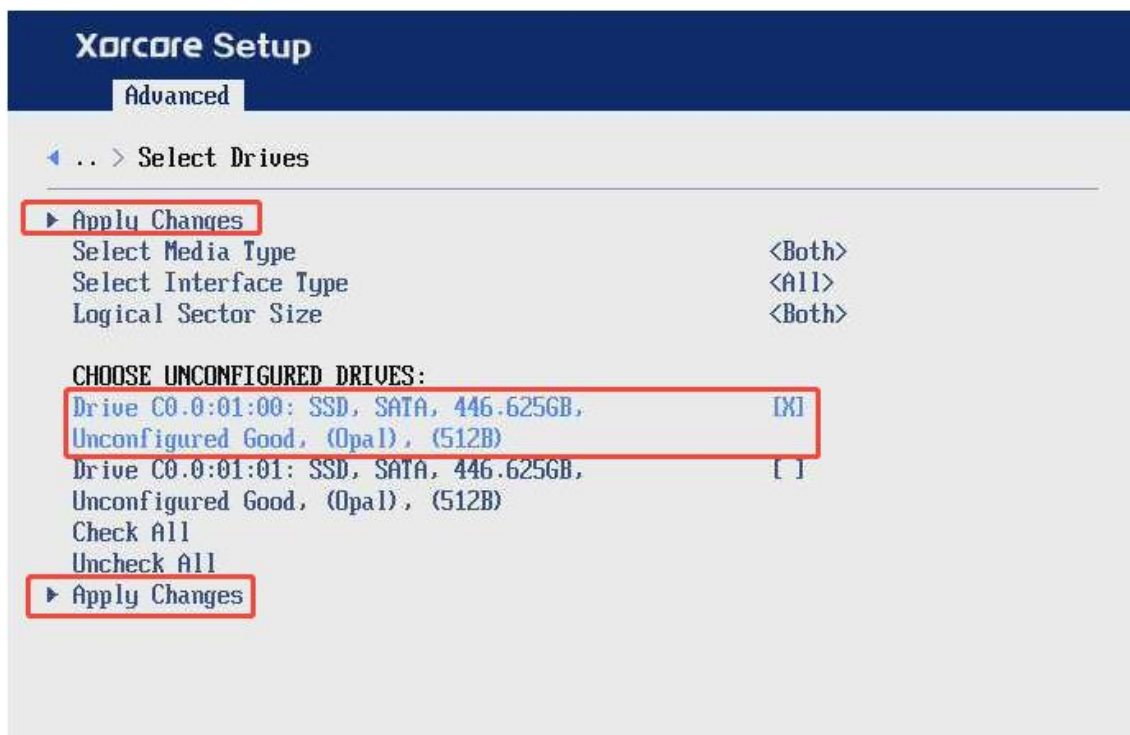 Xarcare Setup
Advanced
.. > Select Drives
Apply Changes
Select Media Type <Both>
Select Interface Type <All>
Logical Sector Size <Both>
CHOOSE UNCONFIGURED DRIVES:
Drive C0.0:01:00: SSD, SATA, 446.625GB, [X]
Unconfigured Good, (Opal), (512B)
Drive C0.0:01:01: SSD, SATA, 446.625GB, [ ]
Unconfigured Good, (Opal), (512B)
Check All
Uncheck All
Apply Changes